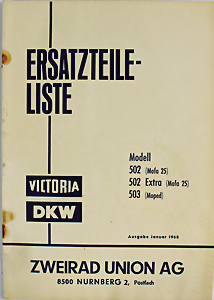 ERSATZTEILE-
LISTE
Modell
502 (Mofa 25)
502 Extra (Mofa 25)
503 (Moped)
VICTORIA
DKW
Ausgabe Januar 1968
ZWEIRAD UNION AG
8500 NURNBERG 2, Postfach